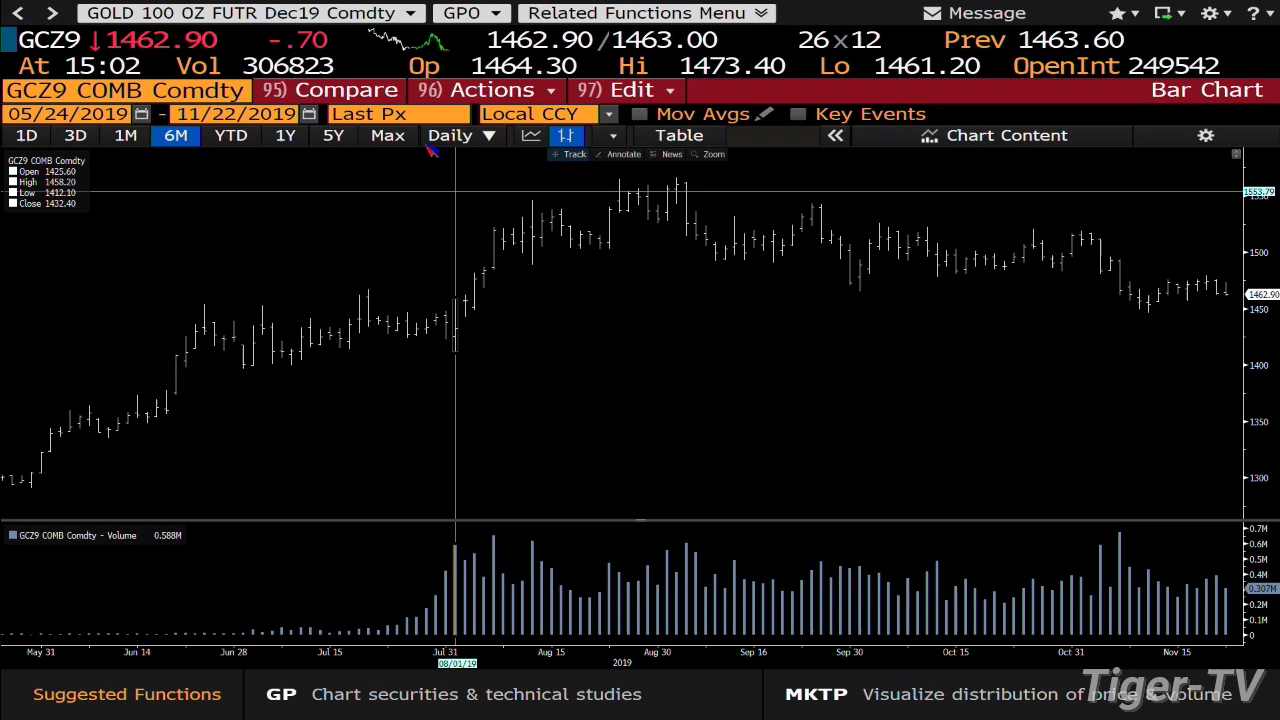 GOLD 100 OZ FUTR Dec19 Comdty GPO Related Functions Menu Message ?
GCZ9 ↓1462.90 -.70 1462.90/1463.00 26x12 Prev 1463.60
At 15:02 Vol 306823 Op 1464.30 Hi 1473.40 Lo 1461.20 OpenInt 249542
GCZ9 COMB Comdty 95) Compare 96) Actions 97) Edit Bar Chart
05/24/2019 - 11/22/2019 Last Px Local CCY Mov Avgs Key Events
1D 3D 1M 6M YTD 1Y 5Y Max Daily ▼ Table « Chart Content
Track Annotate News Zoom
GCZ9 COMB Comdty
Open 1425.60
High 1458.20
Low 1412.10
Close 1432.40
1553.79
1550
1500
1462.90
1450
1400
1350
1300
GCZ9 COMB Comdty - Volume 0.588M
0.7M
0.6M
0.5M
0.4M
0.307M
0.2M
0.1M
0
May 31 Jun 14 Jun 28 Jul 15 Jul 31 Aug 15 Aug 30 Sep 16 Sep 30 Oct 15 Oct 31 Nov 15
08/01/19 2019
Suggested Functions GP Chart securities & technical studies MKTP Visualize distribution of price & volume
Tiger-TV